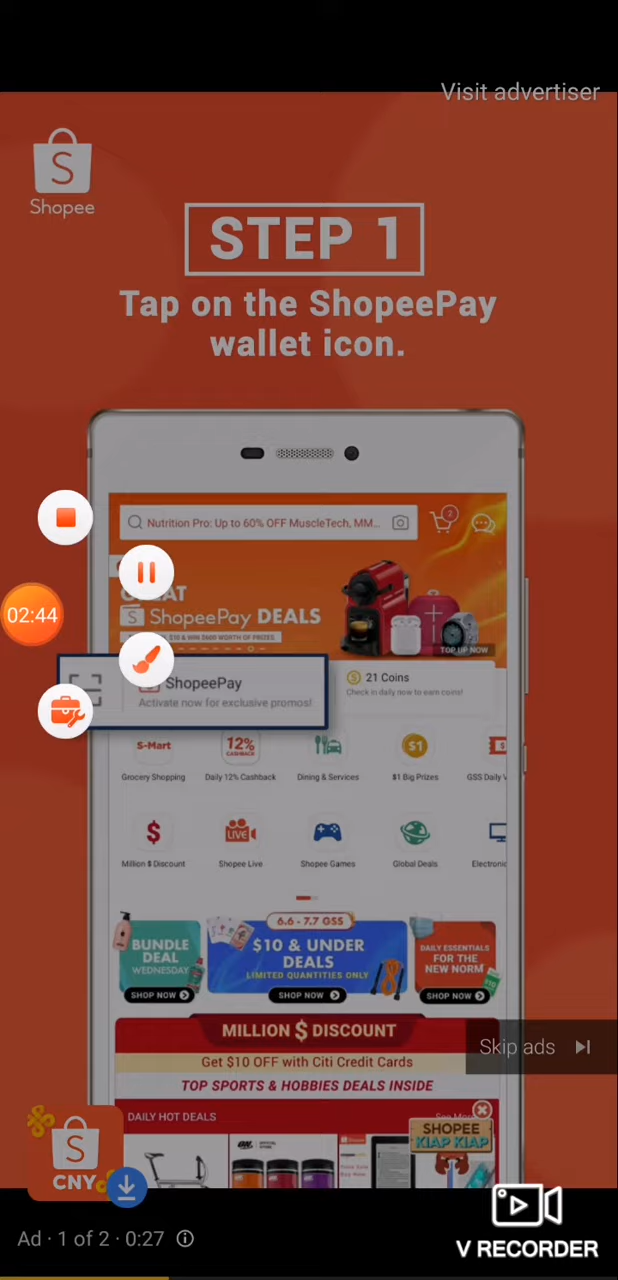 Visit advertiser
Shopee
STEP 1
Tap on the ShopeePay
wallet icon.
Nutrition Pro: Up to 60% OFF MuscleTech, MM...
2
ShopeePay DEALS
TOP UP NOW
02:44
ShopeePay
Activate now for exclusive promos!
21 Coins
Check in daily now to earn coins!
S-Mart
12%
CASHBACK
$1
Grocery Shopping
Daily 12% Cashback
Dining & Services
$1 Big Prizes
GSS Daily V
$
LIVE
Million $ Discount
Shopee Live
Shopee Games
Global Deals
Electronic
6.6 - 7.7 GSS
BUNDLE
DEAL
WEDNESDAY
SHOP NOW
$10 & UNDER
DEALS
LIMITED QUANTITIES ONLY
SHOP NOW
DAILY ESSENTIALS
FOR THE
NEW NORM
SHOP NOW
MILLION $ DISCOUNT
Get $10 OFF with Citi Credit Cards
TOP SPORTS & HOBBIES DEALS INSIDE
Skip ads
DAILY HOT DEALS
SHOPEE
KIAP KIAP
CNY
Ad · 1 of 2 · 0:27
V RECORDER